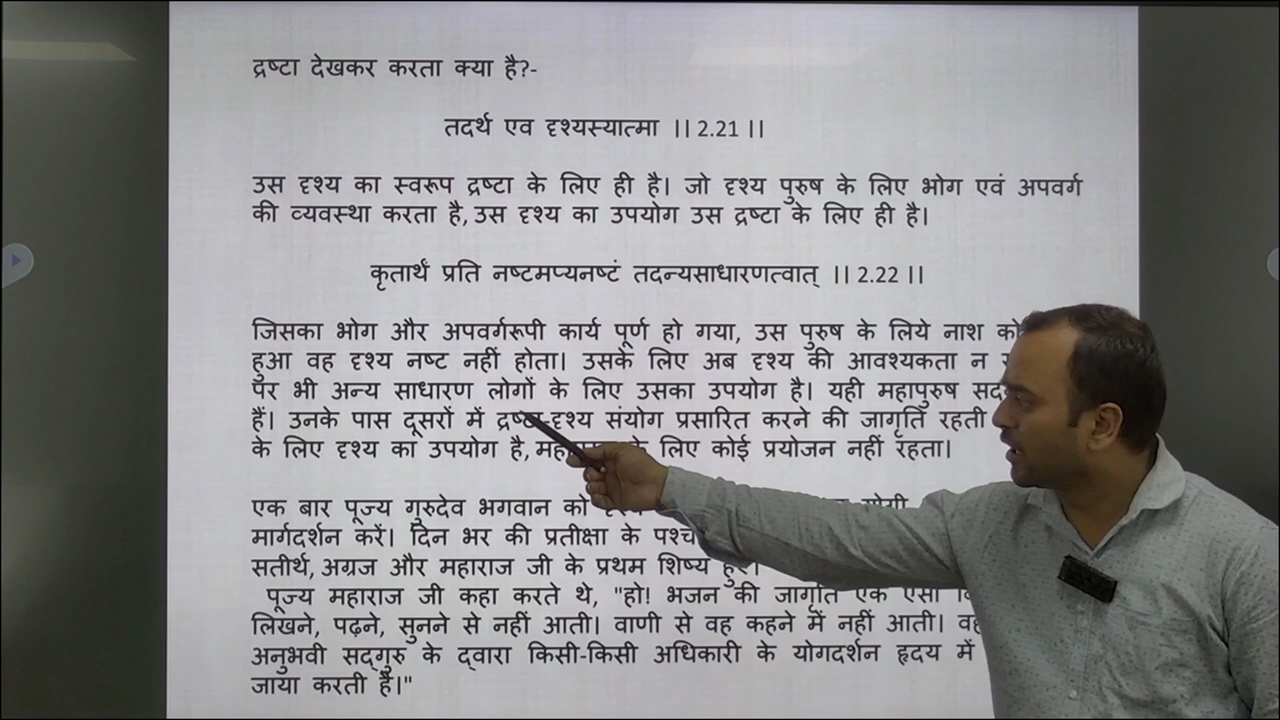 द्रष्टा देखकर करता क्या है?-
तदर्थ एव दृश्यस्यात्मा ।। 2.21 ।।
उस दृश्य का स्वरूप द्रष्टा के लिए ही है। जो दृश्य पुरुष के लिए भोग एवं अपवर्ग
की व्यवस्था करता है, उस दृश्य का उपयोग उस द्रष्टा के लिए ही है।
कृतार्थं प्रति नष्टमप्यनष्टं तदन्यसाधारणत्वात् ।। 2.22 ।।
जिसका भोग और अपवर्गरूपी कार्य पूर्ण हो गया, उस पुरुष के लिये नाश को
हुआ वह दृश्य नष्ट नहीं होता। उसके लिए अब दृश्य की आवश्यकता न
पर भी अन्य साधारण लोगों के लिए उसका उपयोग है। यही महापुरुष
हैं। उनके पास दूसरों में द्रष्टा-दृश्य संयोग प्रसारित करने की जागृति रहती
के लिए दृश्य का उपयोग है, के लिए कोई प्रयोजन नहीं रहता।
एक बार पूज्य गुरुदेव भगवान को
मार्गदर्शन करें। दिन भर की प्रतीक्षा के
सतीर्थ, अग्रज और महाराज जी के प्रथम शिष्य हुए।
पूज्य महाराज जी कहा करते थे, "हो! भजन की जागृति एक ऐसी
लिखने, पढ़ने, सुनने से नहीं आती। वाणी से वह कहने में नहीं आती।
अनुभवी सद्गुरु के द्वारा किसी-किसी अधिकारी के योगदर्शन हृदय में
जाया करती है।"